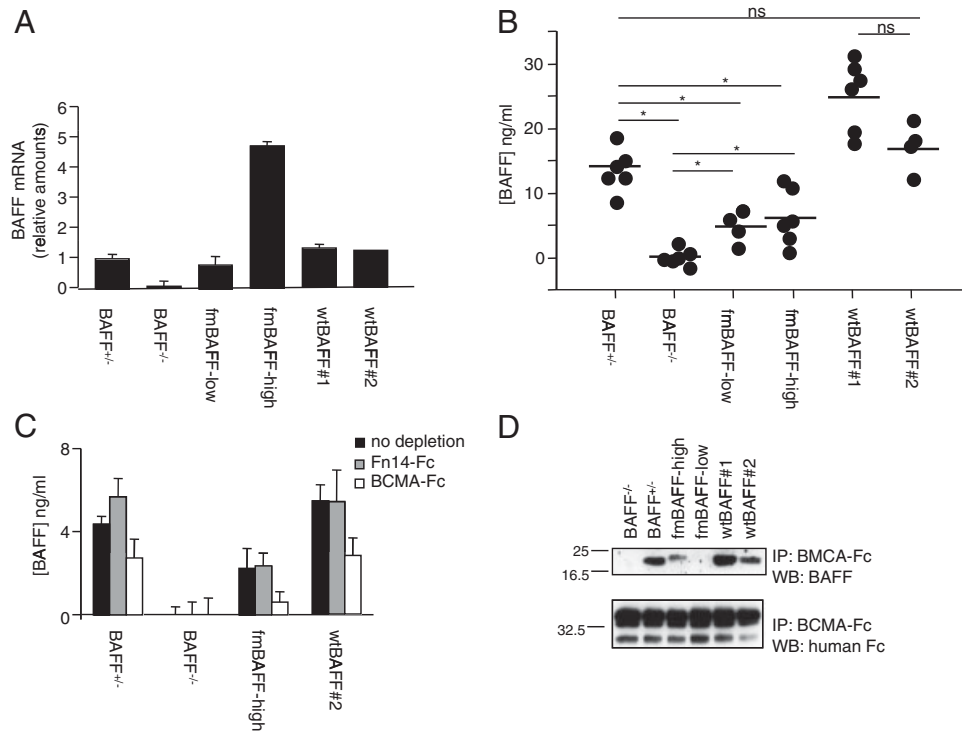 A
BAFF mRNA
(relative amounts)
6
5
4
3
2
1
0
BAFF+/-
BAFF-/-
fmBAFF-low
fmBAFF-high
wtBAFF#1
wtBAFF#2
B
[BAFF] ng/ml
30
20
10
0
ns
ns
*
*
*
*
*
BAFF+/-
BAFF-/-
fmBAFF-low
fmBAFF-high
wtBAFF#1
wtBAFF#2
C
[BAFF] ng/ml
8
4
0
no depletion
Fn14-Fc
BCMA-Fc
BAFF+/-
BAFF-/-
fmBAFF-high
wtBAFF#2
D
BAFF-/-
BAFF+/-
fmBAFF-high
fmBAFF-low
wtBAFF#1
wtBAFF#2
25
16.5
IP: BMCA-Fc
WB: BAFF
32.5
IP: BCMA-Fc
WB: human Fc